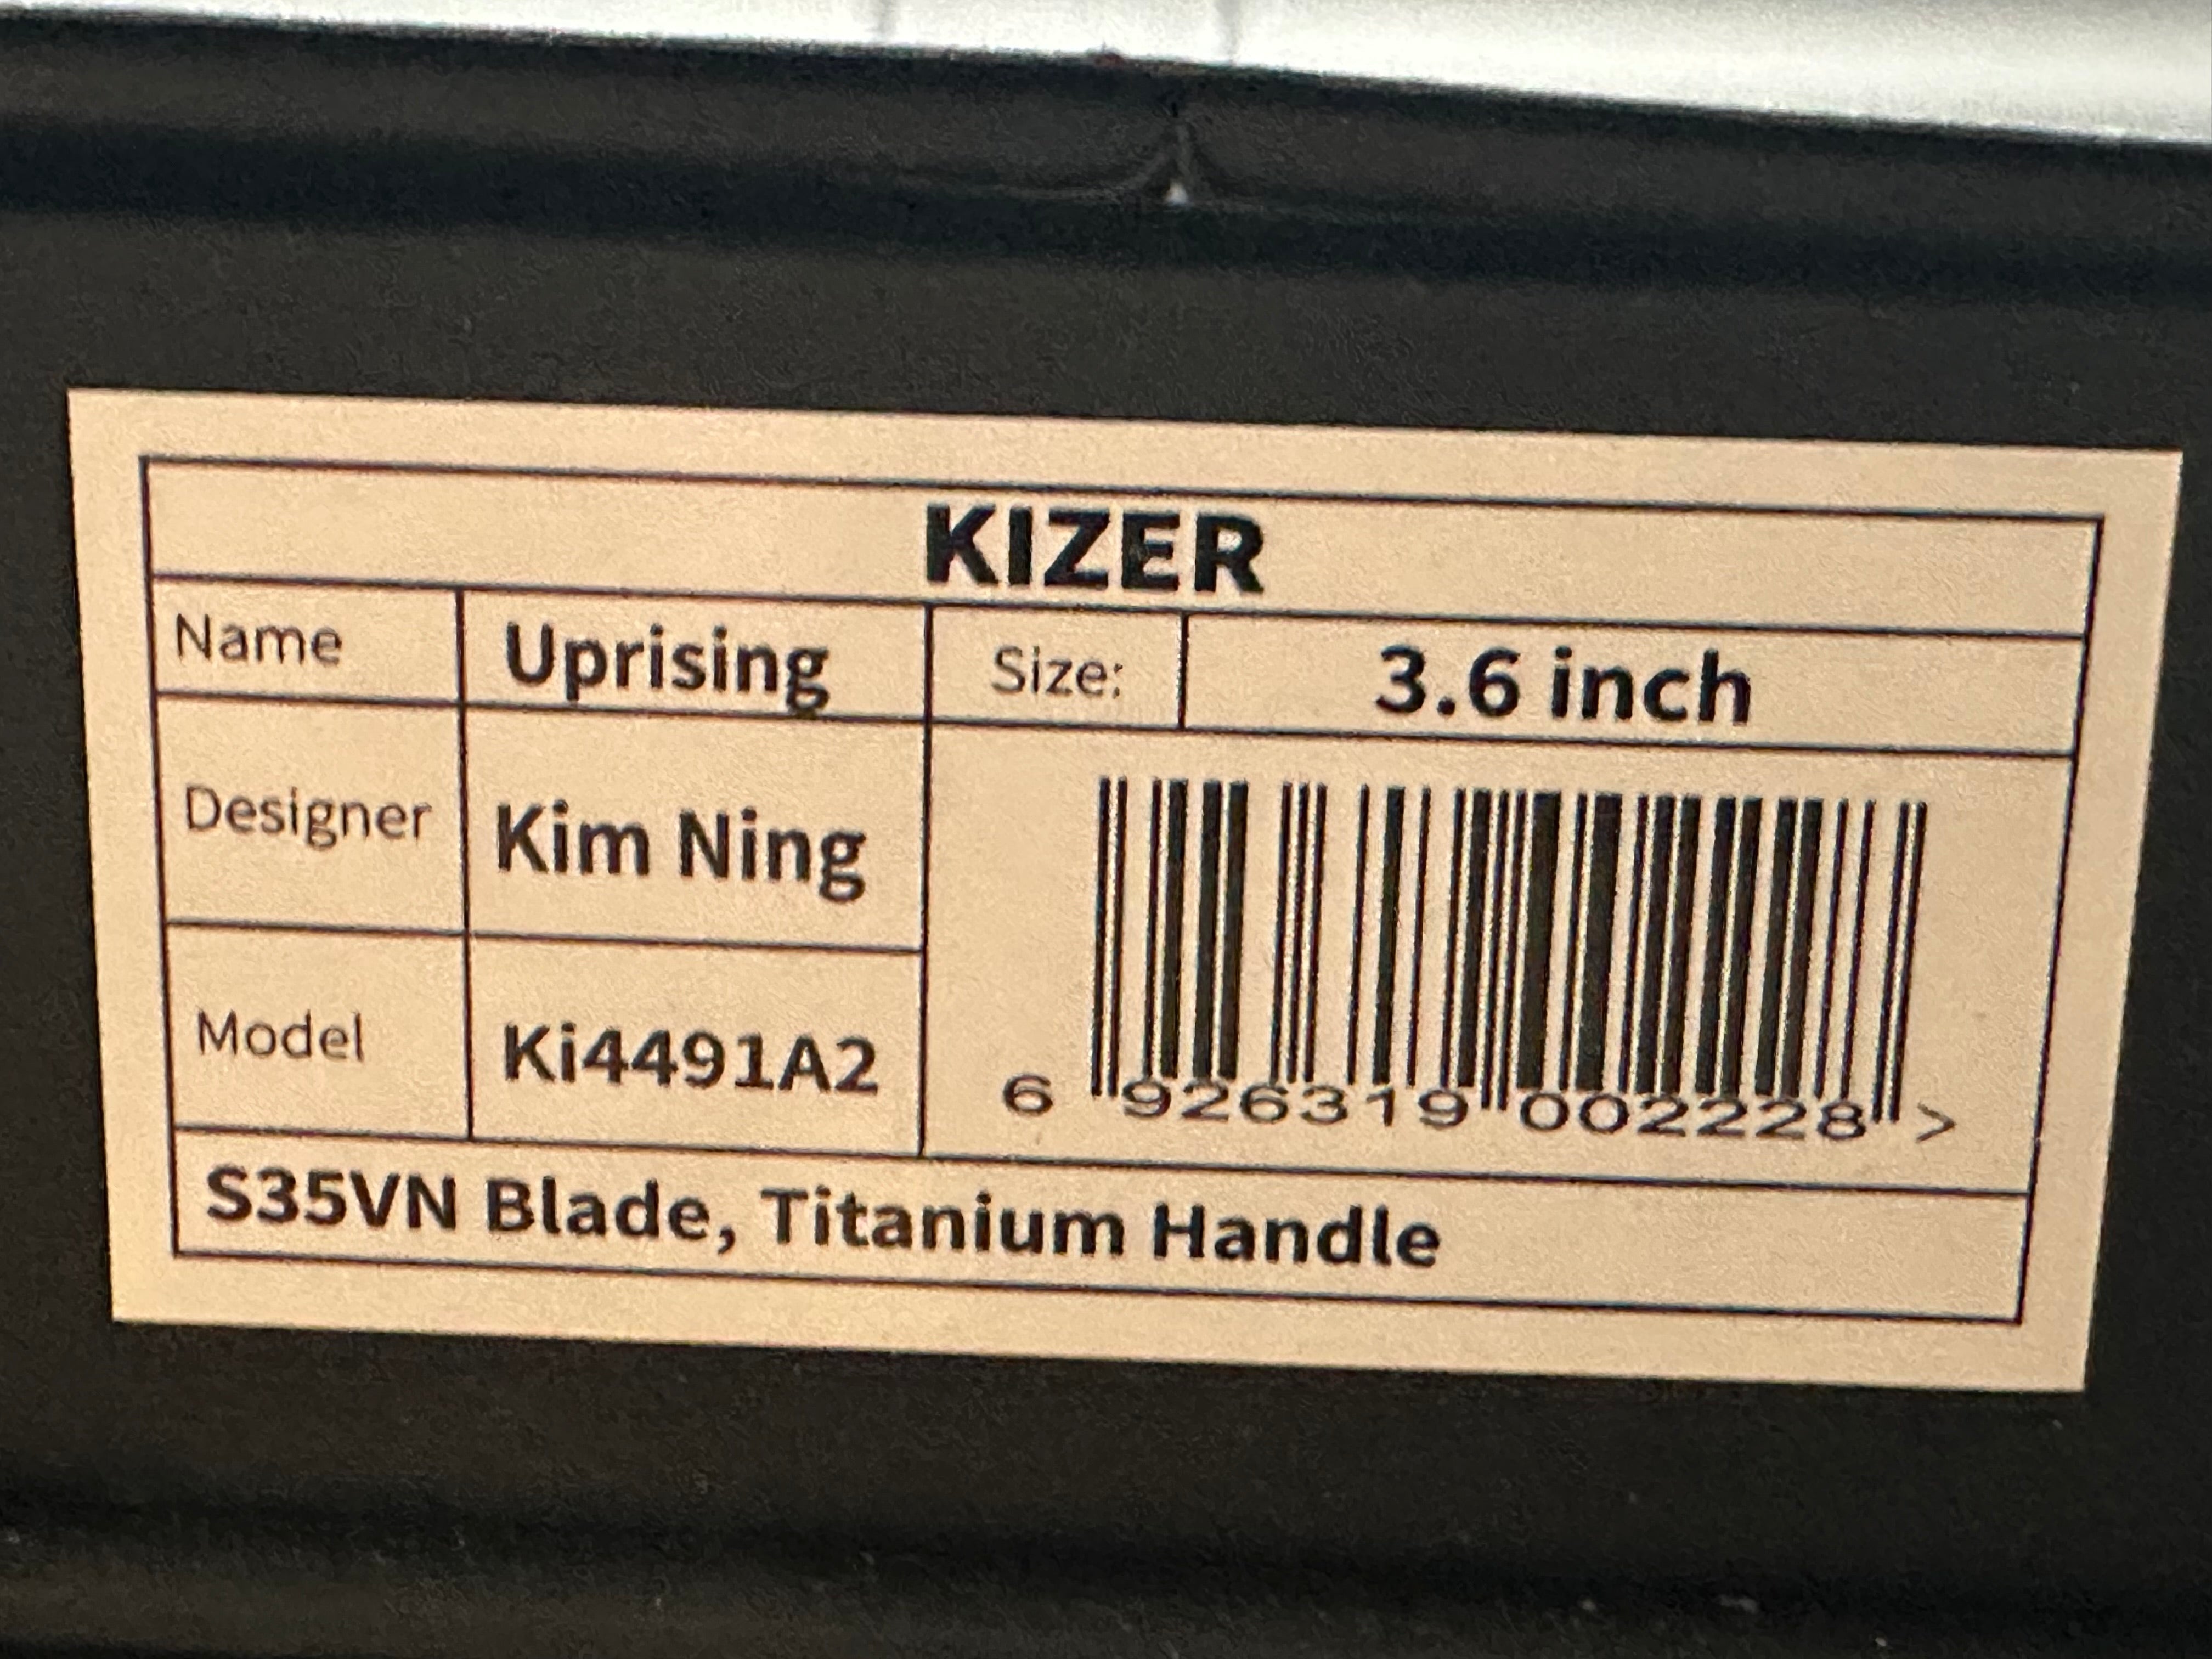 KIZER
Name Uprising Size: 3.6 inch
Designer Kim Ning
Model Ki4491A2
6 926319 002228 >
S35VN Blade, Titanium Handle